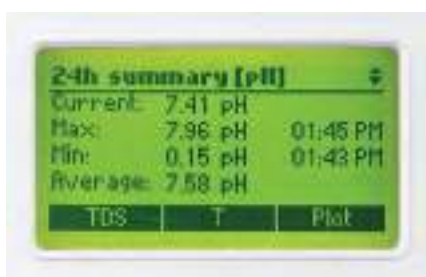 24h summary [pH]
Current: 7.41 pH
Max: 7.96 pH 01:45 PM
Min: 0.15 pH 01:43 PM
Average: 7.58 pH
TDS T Plot